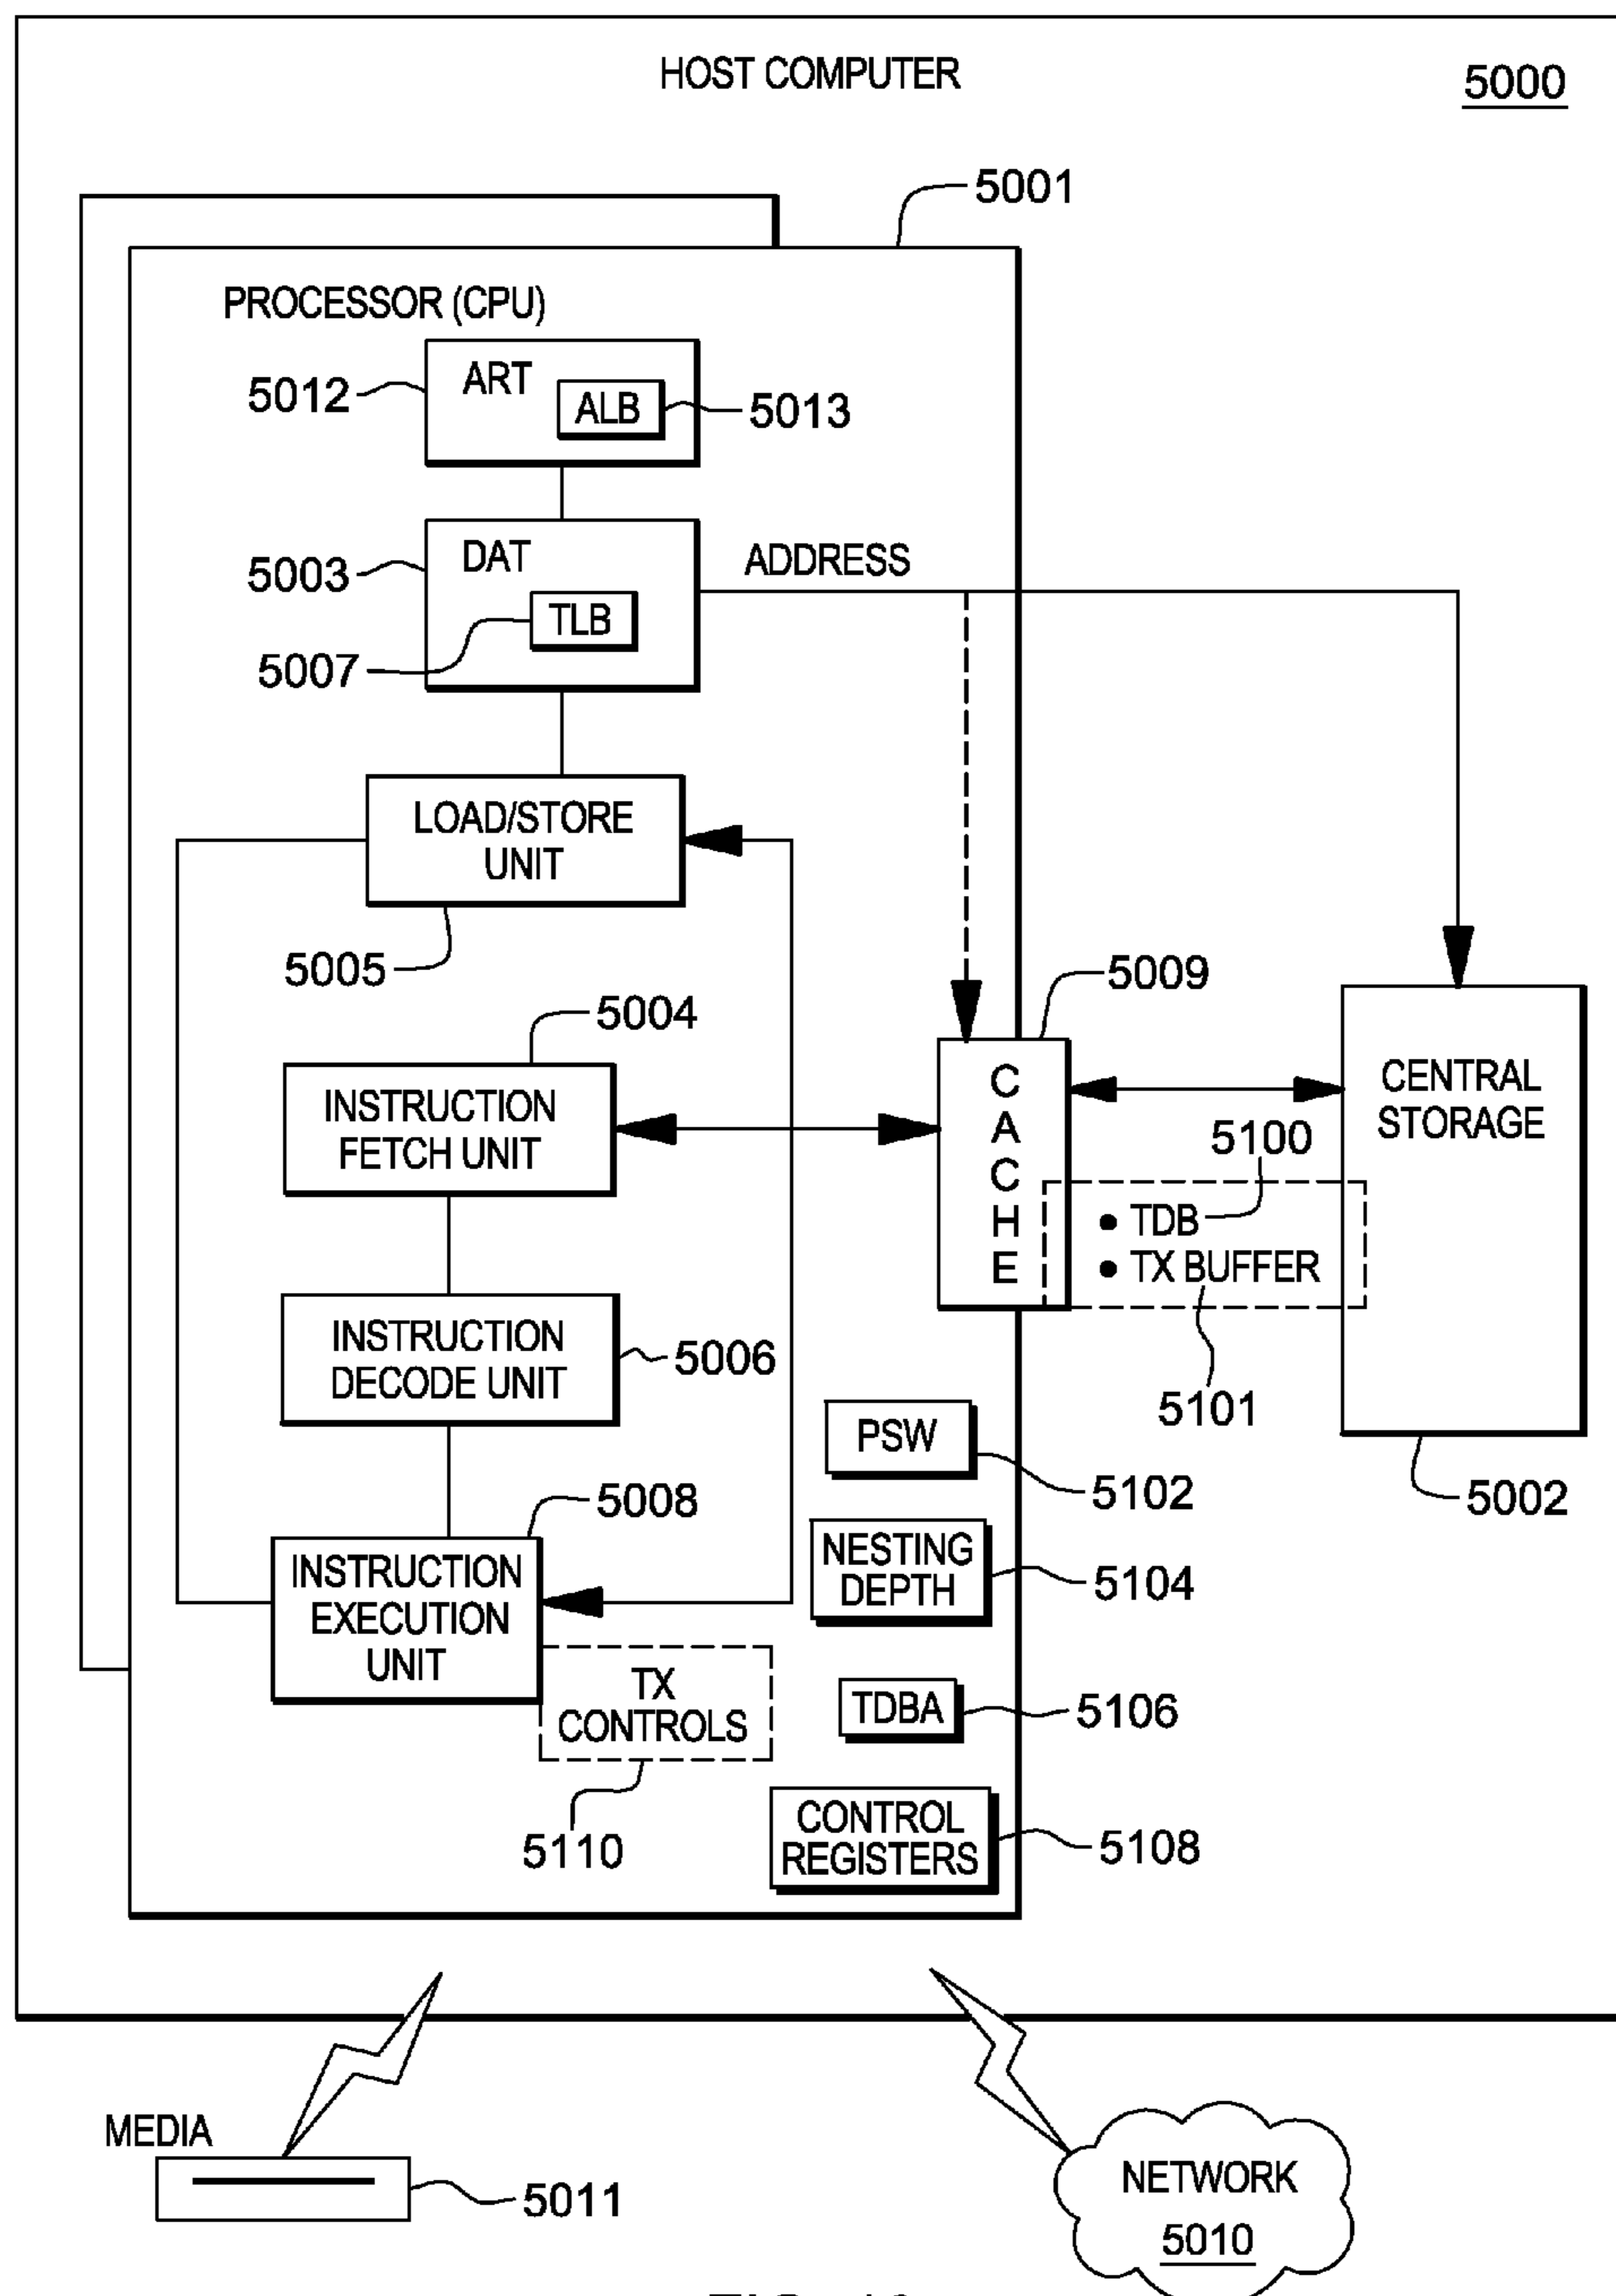 HOST COMPUTER
5000
5001
PROCESSOR (CPU)
ART
5012
ALB
5013
DAT
ADDRESS
5003
TLB
5007
LOAD/STORE
UNIT
5005
5009
5004
CACHE
CENTRAL
STORAGE
INSTRUCTION
FETCH UNIT
5100
• TDB
• TX BUFFER
INSTRUCTION
DECODE UNIT
5006
5101
PSW
5102
5002
5008
NESTING
DEPTH
5104
INSTRUCTION
EXECUTION
UNIT
TX
CONTROLS
TDBA
5106
5110
CONTROL
REGISTERS
5108
MEDIA
5011
NETWORK
5010